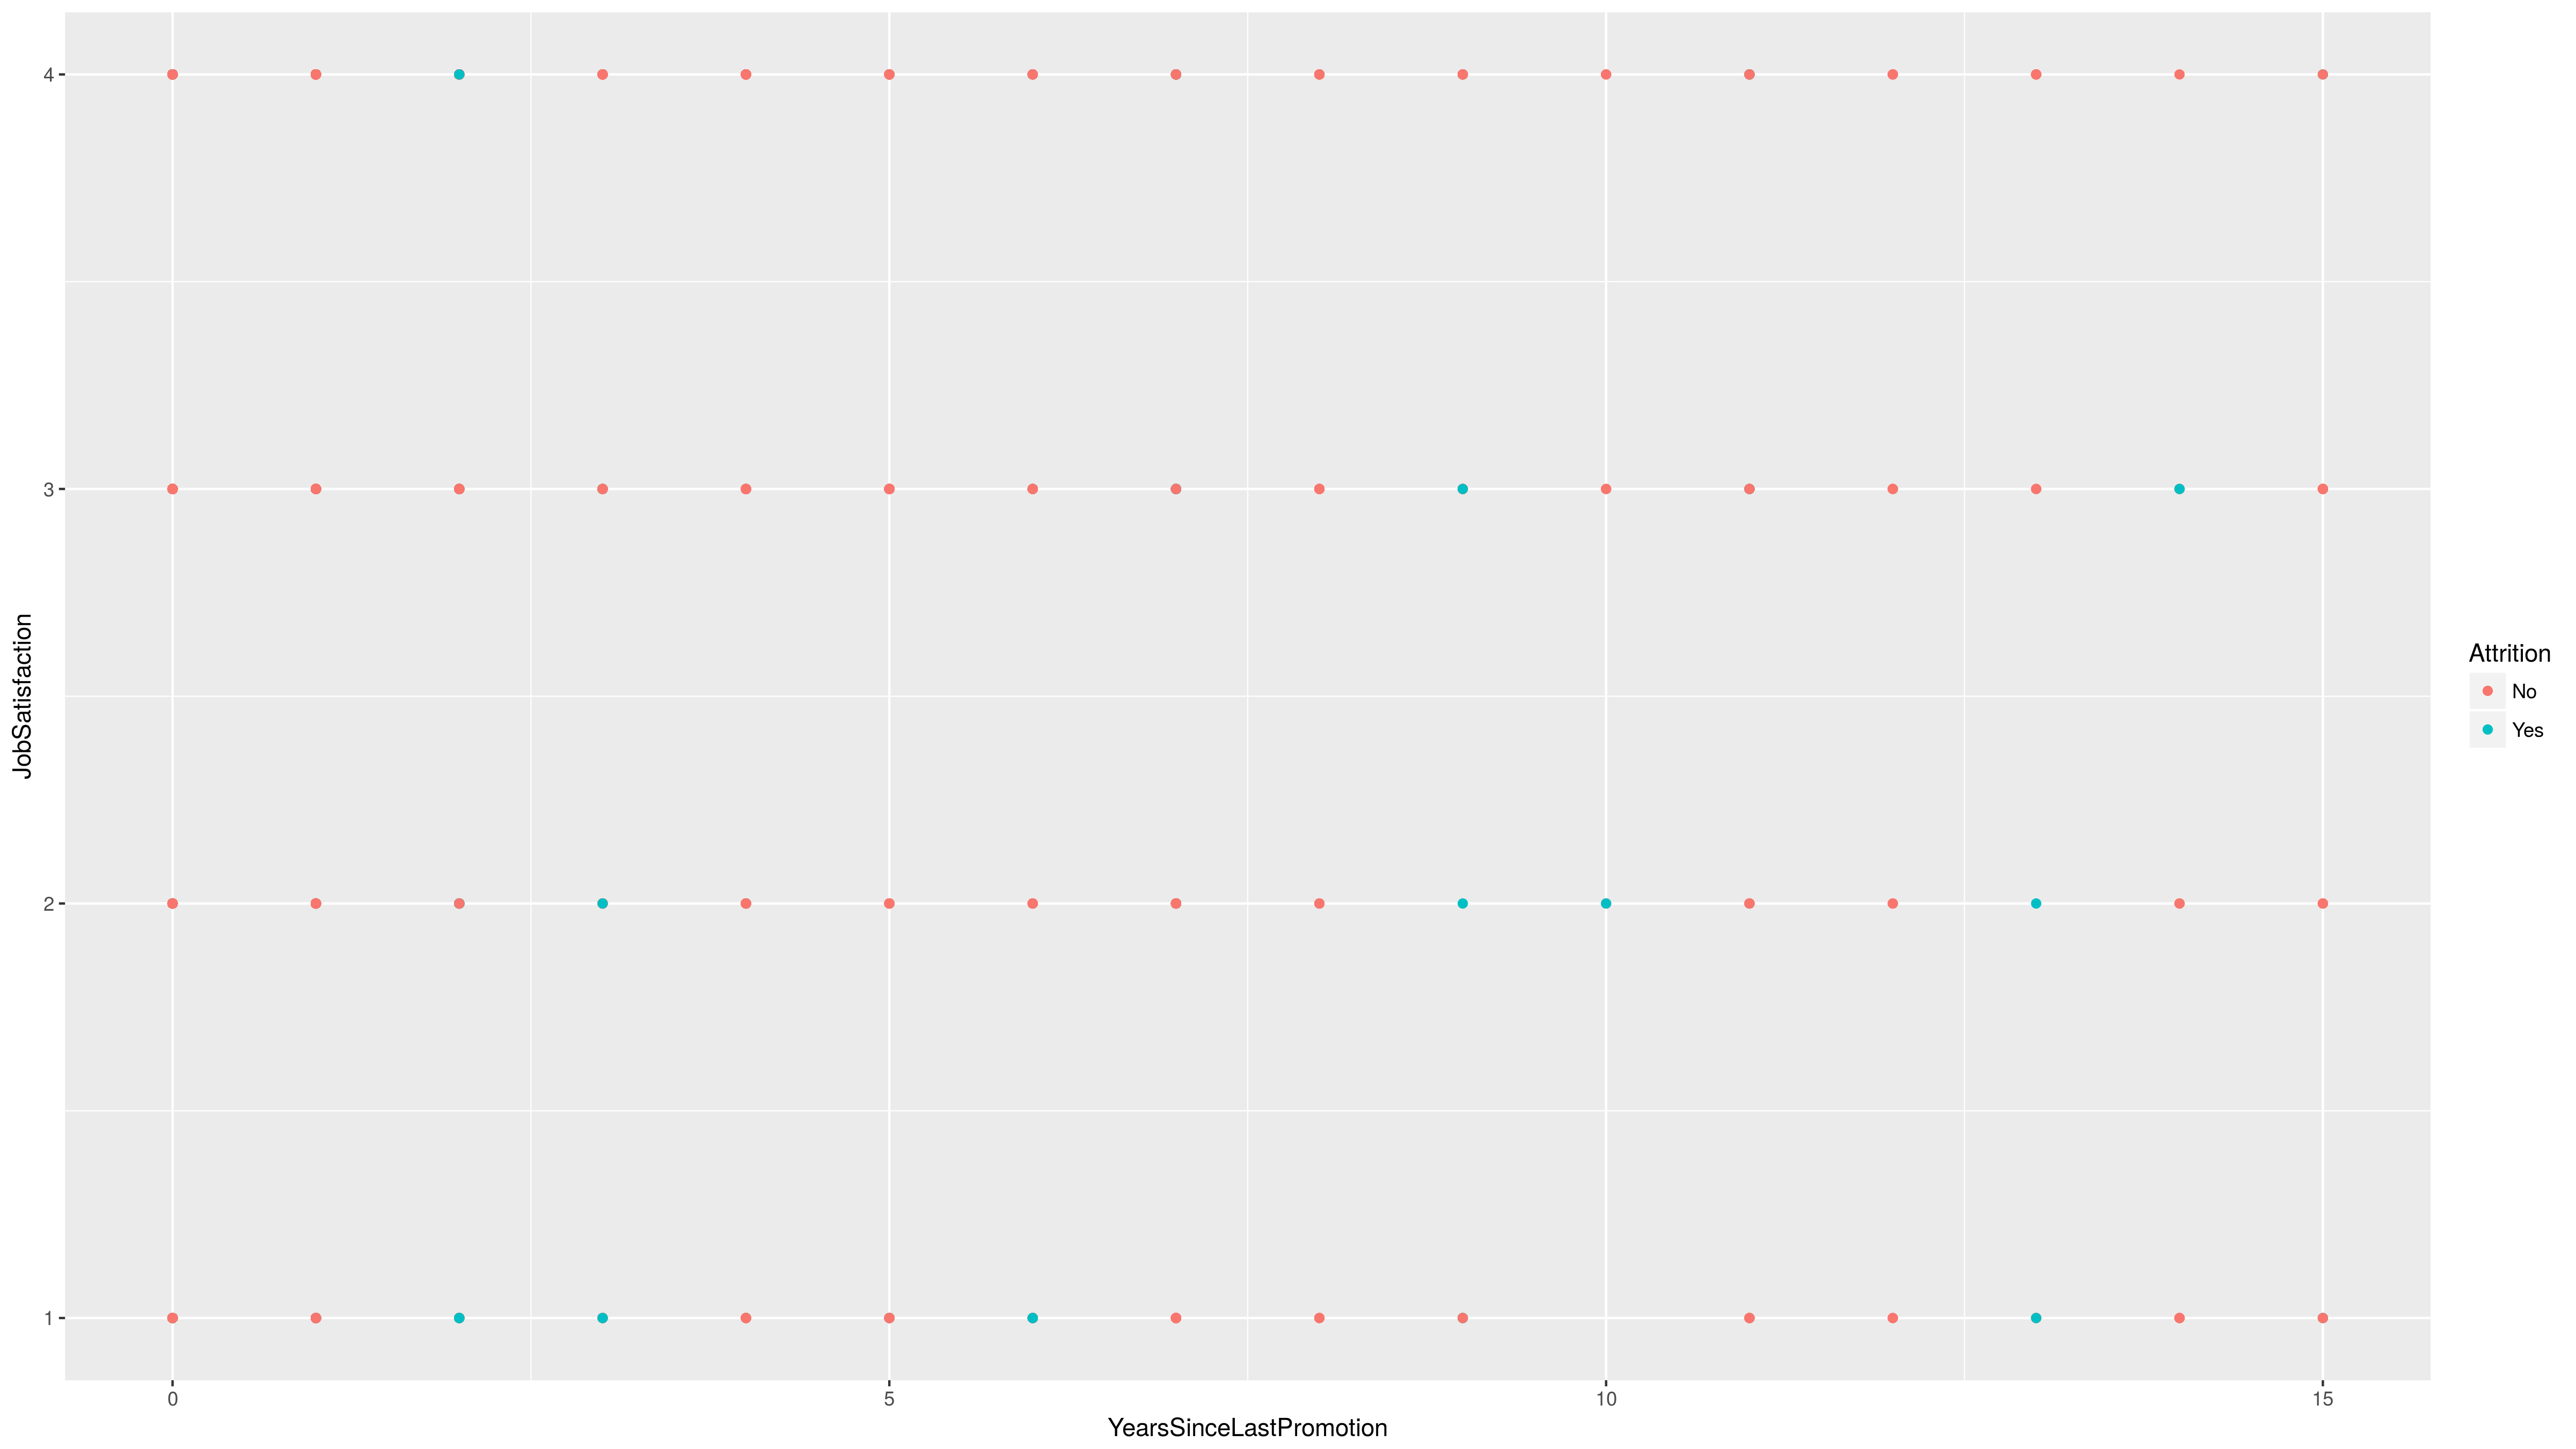 4
3
2
1
JobSatisfaction
0
5
10
15
YearsSinceLastPromotion
Attrition
No
Yes